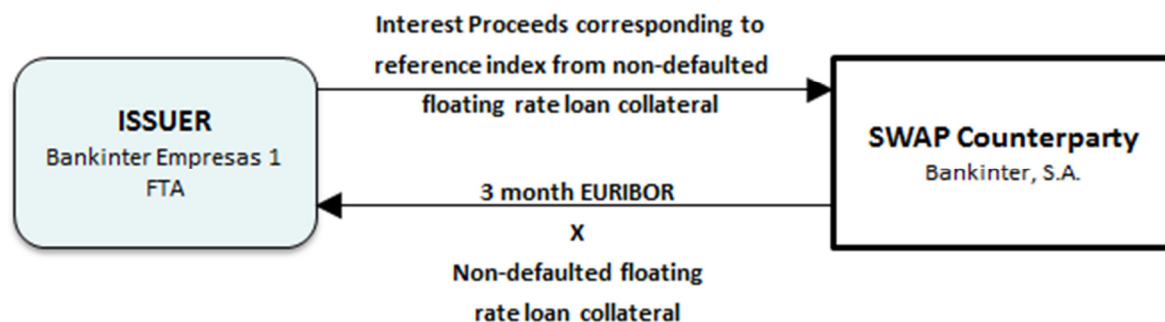 Interest Proceeds corresponding to
reference index from non-defaulted
floating rate loan collateral
ISSUER
Bankinter Empresas 1
FTA
SWAP Counterparty
Bankinter, S.A.
3 month EURIBOR
X
Non-defaulted floating
rate loan collateral